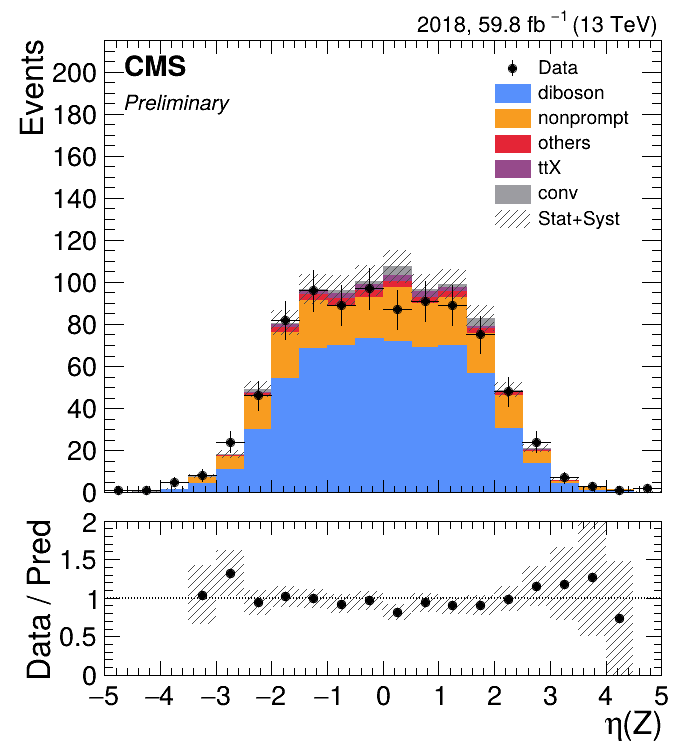 2018, 59.8 fb⁻¹ (13 TeV)
Events
CMS
Preliminary
Data
diboson
nonprompt
others
ttX
conv
Stat+Syst
200
180
160
140
120
100
80
60
40
20
0
Data / Pred
2
1.5
1
0.5
0
−5 −4 −3 −2 −1 0 1 2 3 4 5
η(Z)